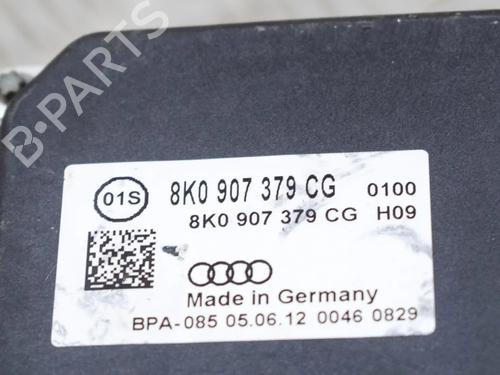 01S
8K0 907 379 CG 0100
8K0 907 379 CG H09
Made in Germany
BPA-085 05.06.12 0046 0829
B-PARTS